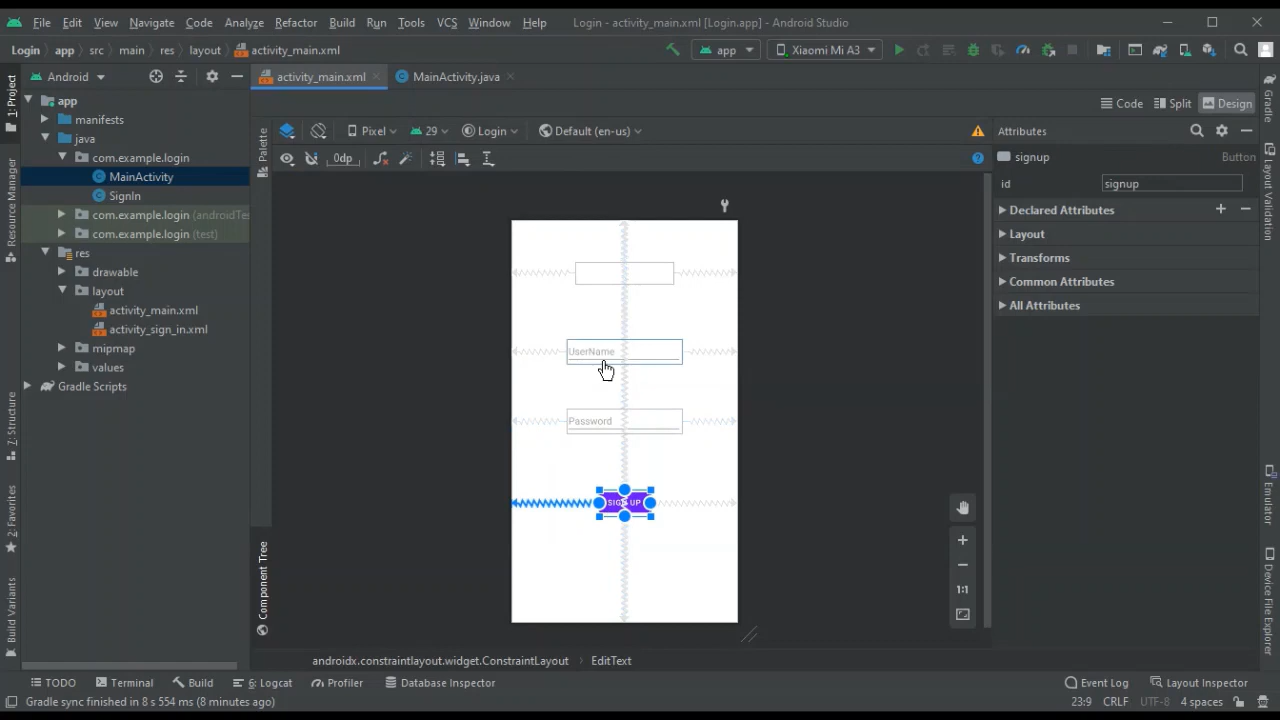 File Edit View Navigate Code Analyze Refactor Build Run Tools VCS Window Help Login - activity_main.xml [Login.app] - Android Studio
Login app src main res layout activity_main.xml app Xiaomi Mi A3
Android activity_main.xml MainActivity.java
Code Split Design
app
manifests
java
com.example.login
MainActivity
SignIn
com.example.login (androidTes
com.example.login (test)
res
drawable
layout
activity_main.xml
activity_sign_in.xml
mipmap
values
Gradle Scripts
1: Project
Resource Manager
7: Structure
2: Favorites
Build Variants
Palette
Component Tree
Pixel 29 Login Default (en-us)
0dp
UserName
Password
SIGN UP
1:1
androidx.constraintlayout.widget.ConstraintLayout EditText
Attributes
signup Button
id signup
Declared Attributes
Layout
Transforms
Common Attributes
All Attributes
Gradle
Layout Validation
Emulator
Device File Explorer
TODO Terminal Build 6: Logcat Profiler Database Inspector Event Log Layout Inspector
Gradle sync finished in 8 s 554 ms (8 minutes ago) 23:9 CRLF UTF-8 4 spaces